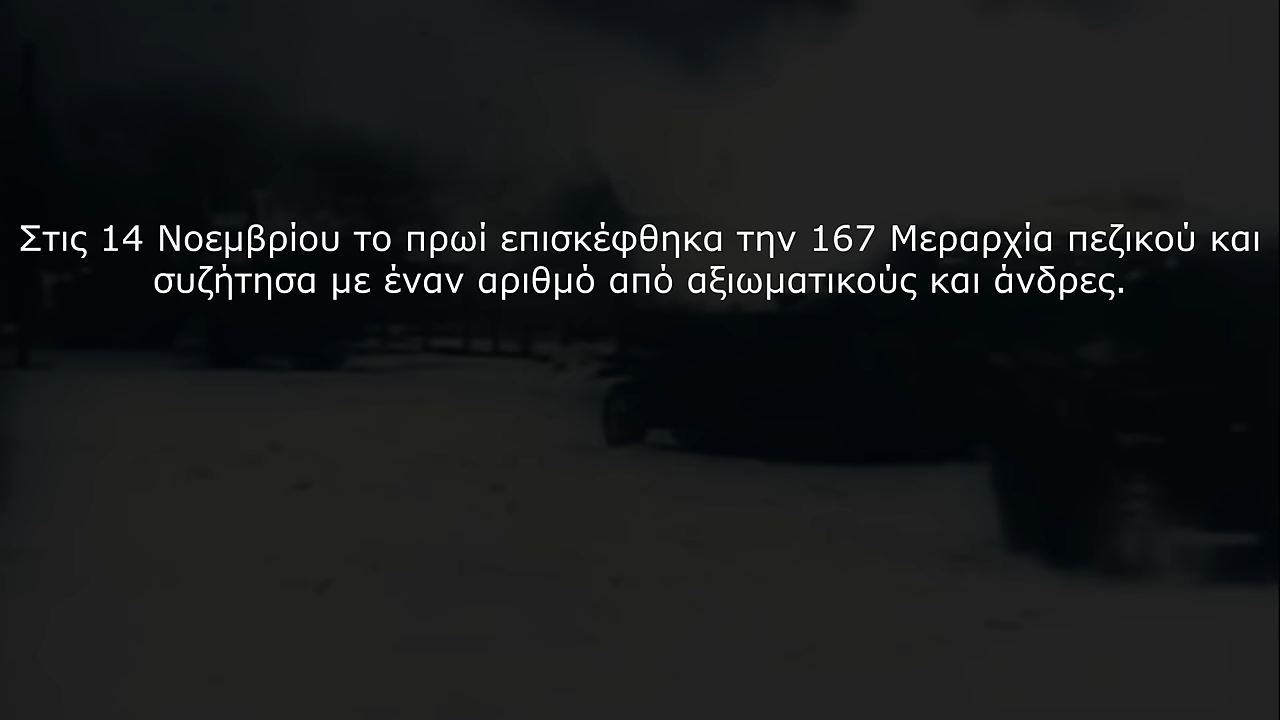 Στις 14 Νοεμβρίου το πρωί επισκέφθηκα την 167 Μεραρχία πεζικού και
συζήτησα με έναν αριθμό από αξιωματικούς και άνδρες.